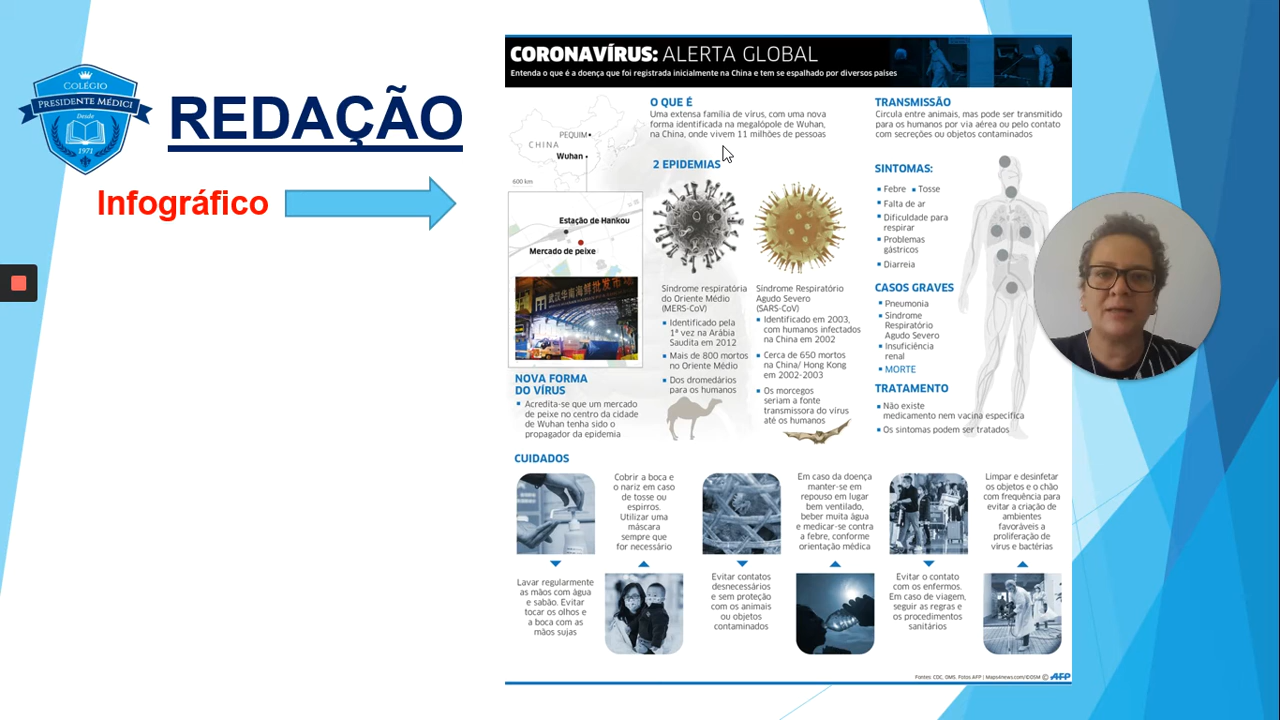 COLÉGIO
PRESIDENTE MÉDICI
Desde
1971
REDAÇÃO
Infográfico
CORONAVÍRUS: ALERTA GLOBAL
Entenda o que é a doença que foi registrada inicialmente na China e tem se espalhado por diversos países
PEQUIM
CHINA
Wuhan
600 km
Estação de Hankou
Mercado de peixe
NOVA FORMA
DO VÍRUS
Acredita-se que um mercado
de peixe no centro da cidade
de Wuhan tenha sido o
propagador da epidemia
O QUE É
Uma extensa família de vírus, com uma nova
forma identificada na megalópole de Wuhan,
na China, onde vivem 11 milhões de pessoas
2 EPIDEMIAS
Síndrome respiratória
do Oriente Médio
(MERS-CoV)
Identificado pela
1ª vez na Arábia
Saudita em 2012
Mais de 800 mortos
no Oriente Médio
Dos dromedários
para os humanos
Síndrome Respiratório
Agudo Severo
(SARS-CoV)
Identificado em 2003,
com humanos infectados
na China em 2002
Cerca de 650 mortos
na China/ Hong Kong
em 2002-2003
Os morcegos
seriam a fonte
transmissora do vírus
até os humanos
TRANSMISSÃO
Circula entre animais, mas pode ser transmitido
para os humanos por via aérea ou pelo contato
com secreções ou objetos contaminados
SINTOMAS:
Febre Tosse
Falta de ar
Dificuldade para
respirar
Problemas
gástricos
Diarreia
CASOS GRAVES
Pneumonia
Síndrome
Respiratório
Agudo Severo
Insuficiência
renal
MORTE
TRATAMENTO
Não existe
medicamento nem vacina específica
Os sintomas podem ser tratados
CUIDADOS
Lavar regularmente
as mãos com água
e sabão. Evitar
tocar os olhos e
a boca com as
mãos sujas
Cobrir a boca e
o nariz em caso
de tosse ou
espirros.
Utilizar uma
máscara
sempre que
for necessário
Evitar contatos
desnecessários
e sem proteção
com os animais
ou objetos
contaminados
Em caso da doença
manter-se em
repouso em lugar
bem ventilado,
beber muita água
e medicar-se contra
a febre, conforme
orientação médica
Evitar o contato
com os enfermos.
Em caso de viagem,
seguir as regras e
os procedimentos
sanitários
Limpar e desinfetar
os objetos e o chão
com frequência para
evitar a criação de
ambientes
favoráveis a
proliferação de
vírus e bactérias
Fontes: CDC, OMS. Fotos AFP | Maps4news.com/©OSM © AFP